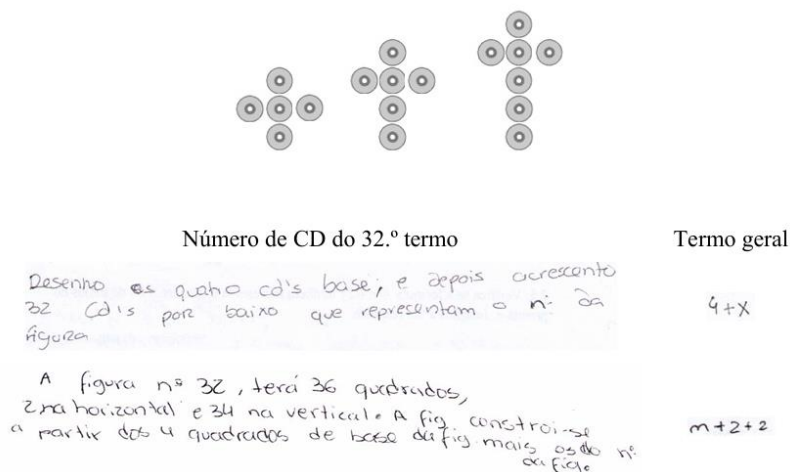 Número de CD do 32.º termo
Termo geral
Desenho os quatro cd's base, e depois acrescento
32 Cd's por baixo que representam o nº da
figura
4+x
A figura nº 32, terá 36 quadrados,
2 na horizontal e 34 na vertical. A fig. constroi-se
a partir dos 4 quadrados de base da fig. mais os do nº
da fig.
m+2+2